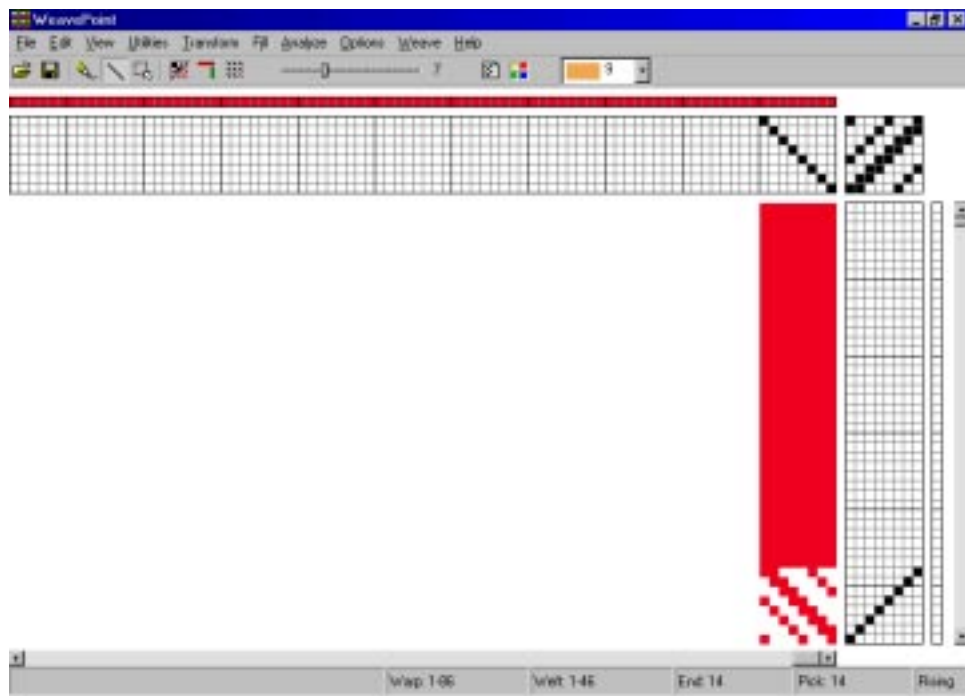 WeavePoint
File Edit View Utilities Transform Fill Analyze Options Weave Help
7 9
Warp: 1-86 Weft: 1-46 End: 14 Pick: 14 Rising